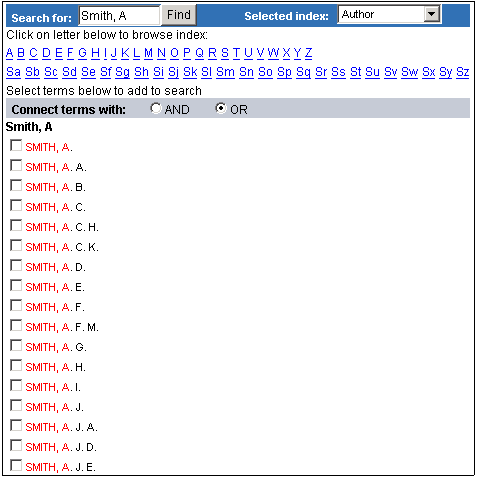 Search for: Smith, A Find Selected index: Author
Click on letter below to browse index:
A B C D E F G H I J K L M N O P Q R S T U V W X Y Z
Sa Sb Sc Sd Se Sf Sg Sh Si Sj Sk Sl Sm Sn So Sp Sq Sr Ss St Su Sv Sw Sx Sy Sz
Select terms below to add to search
Connect terms with: AND OR
Smith, A
SMITH, A.
SMITH, A. A.
SMITH, A. B.
SMITH, A. C.
SMITH, A. C. H.
SMITH, A. C. K.
SMITH, A. D.
SMITH, A. E.
SMITH, A. F.
SMITH, A. F. M.
SMITH, A. G.
SMITH, A. H.
SMITH, A. I.
SMITH, A. J.
SMITH, A. J. A.
SMITH, A. J. D.
SMITH, A. J. E.